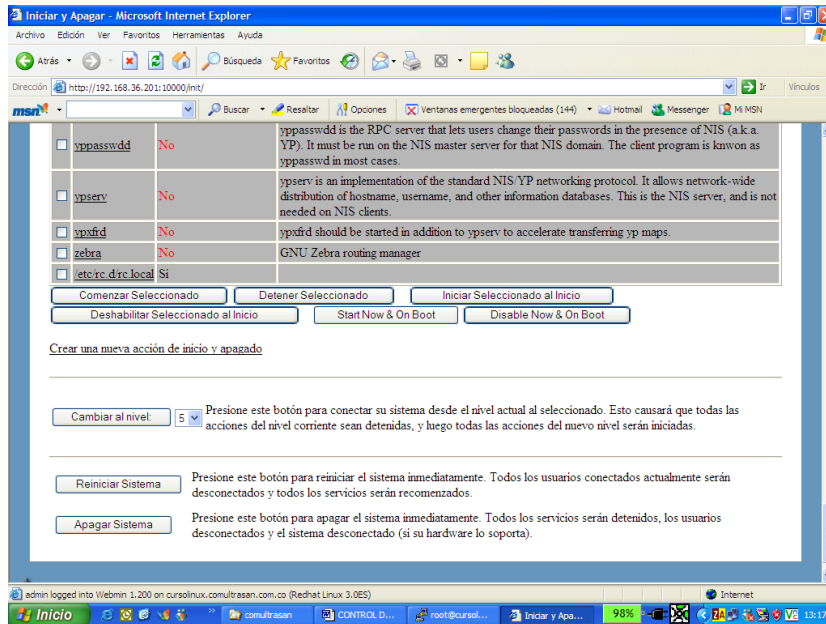 Iniciar y Apagar - Microsoft Internet Explorer
Archivo Edición Ver Favoritos Herramientas Ayuda
Atrás Búsqueda Favoritos
Dirección http://192.168.36.201:10000/init/ Ir Vínculos
msn Buscar Resaltar Opciones Ventanas emergentes bloqueadas (144) Hotmail Messenger Mi MSN
yppasswdd No yppasswdd is the RPC server that lets users change their passwords in the presence of NIS (a.k.a.
YP). It must be run on the NIS master server for that NIS domain. The client program is knwon as
yppasswd in most cases.
ypserv No ypserv is an implementation of the standard NIS/YP networking protocol. It allows network-wide
distribution of hostname, username, and other information databases. This is the NIS server, and is not
needed on NIS clients.
ypxfrd No ypxfrd should be started in addition to ypserv to accelerate transferring yp maps.
zebra No GNU Zebra routing manager
/etc/rc.d/rc.local Si
Comenzar Seleccionado Detener Seleccionado Iniciar Seleccionado al Inicio
Deshabilitar Seleccionado al Inicio Start Now & On Boot Disable Now & On Boot
Crear una nueva acción de inicio y apagado
Cambiar al nivel: 5 Presione este botón para conectar su sistema desde el nivel actual al seleccionado. Esto causará que todas las
acciones del nivel corriente sean detenidas, y luego todas las acciones del nuevo nivel serán iniciadas.
Reiniciar Sistema Presione este botón para reiniciar el sistema inmediatamente. Todos los usuarios conectados actualmente serán
desconectados y todos los servicios serán recomenzados.
Apagar Sistema Presione este botón para apagar el sistema inmediatamente. Todos los servicios serán detenidos, los usuarios
desconectados y el sistema desconectado (si su hardware lo soporta).
admin logged into Webmin 1.200 on cursolinux.comultrasan.com.co (Redhat Linux 3.0ES) Internet
Inicio comultrasan CONTROL D... root@cursol... Iniciar y Apa... 98% 13:17